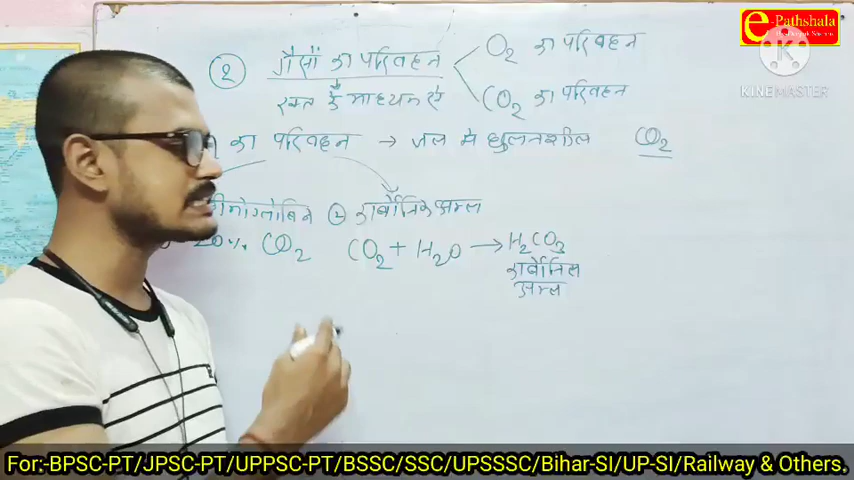 e-Pathshala
KINEMASTER
२ गैसों का परिवहन O2 का परिवहन
रक्त के माध्यम से CO2 का परिवहन
का परिवहन → जल में घुलनशील CO2
② कार्बोनिक अम्ल
20% CO2 CO2 + H2O → H2CO3
कार्बोनिक
अम्ल
For:-BPSC-PT/JPSC-PT/UPPSC-PT/BSSC/SSC/UPSSSC/Bihar-SI/UP-SI/Railway & Others.